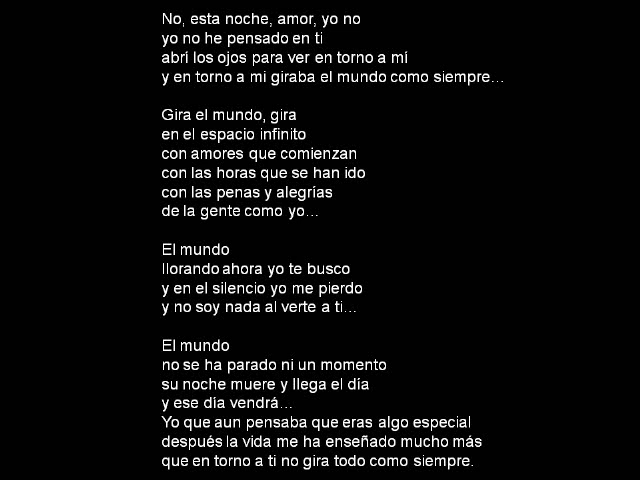 No, esta noche, amor, yo no
yo no he pensado en ti
abrí los ojos para ver en torno a mí
y en torno a mi giraba el mundo como siempre...
Gira el mundo, gira
en el espacio infinito
con amores que comienzan
con las horas que se han ido
con las penas y alegrías
de la gente como yo...
El mundo
llorando ahora yo te busco
y en el silencio yo me pierdo
y no soy nada al verte a ti...
El mundo
no se ha parado ni un momento
su noche muere y llega el día
y ese día vendrá...
Yo que aun pensaba que eras algo especial
después la vida me ha enseñado mucho más
que en torno a ti no gira todo como siempre.